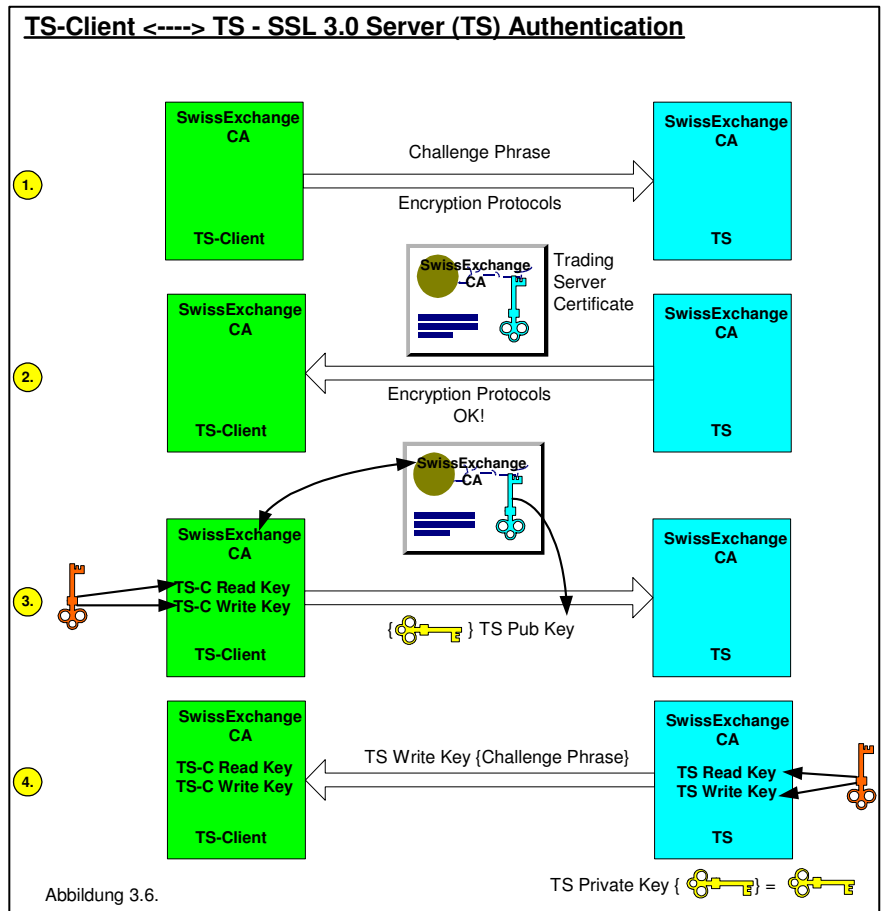 TS-Client <----> TS - SSL 3.0 Server (TS) Authentication
SwissExchange
CA
TS-Client
1.
Challenge Phrase
Encryption Protocols
SwissExchange
CA
TS
SwissExchange
CA
Trading
Server
Certificate
2.
SwissExchange
CA
TS-Client
Encryption Protocols
OK!
SwissExchange
CA
TS
SwissExchange
CA
3.
SwissExchange
CA
TS-C Read Key
TS-C Write Key
TS-Client
{ } TS Pub Key
SwissExchange
CA
TS
4.
SwissExchange
CA
TS-C Read Key
TS-C Write Key
TS-Client
TS Write Key {Challenge Phrase}
SwissExchange
CA
TS Read Key
TS Write Key
TS
Abbildung 3.6.
TS Private Key { } =